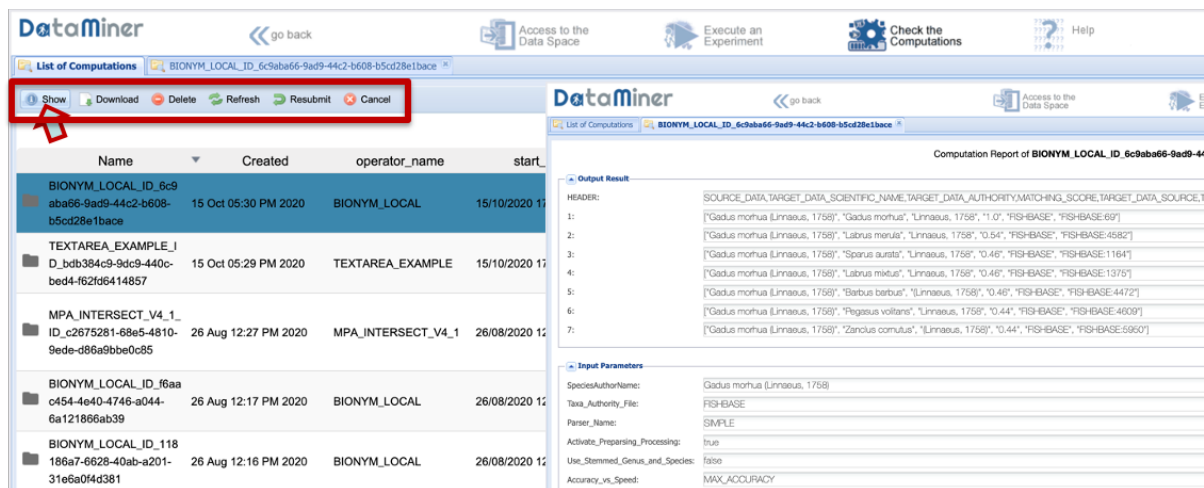 DataMiner
go back
Access to the
Data Space
Execute an
Experiment
Check the
Computations
Help
List of Computations
BIONYM_LOCAL_ID_6c9aba66-9ad9-44c2-b608-b5cd28e1bace
Show Download Delete Refresh Resubmit Cancel
Name Created operator_name start_
BIONYM_LOCAL_ID_6c9
aba66-9ad9-44c2-b608- 15 Oct 05:30 PM 2020 BIONYM_LOCAL 15/10/2020 17
b5cd28e1bace
TEXTAREA_EXAMPLE_I
D_bdb384c9-9dc9-440c- 15 Oct 05:29 PM 2020 TEXTAREA_EXAMPLE 15/10/2020 17
bed4-f62fd6414857
MPA_INTERSECT_V4_1_
ID_c2675281-68e5-4810- 26 Aug 12:27 PM 2020 MPA_INTERSECT_V4_1 26/08/2020 12
9ede-d86a9bbe0c85
BIONYM_LOCAL_ID_f6aa
c454-4e40-4746-a044- 26 Aug 12:17 PM 2020 BIONYM_LOCAL 26/08/2020 12
6a121866ab39
BIONYM_LOCAL_ID_118
186a7-6628-40ab-a201- 26 Aug 12:16 PM 2020 BIONYM_LOCAL 26/08/2020 12
31e6a0f4d381
DataMiner
go back
Access to the
Data Space
List of Computations
BIONYM_LOCAL_ID_6c9aba66-9ad9-44c2-b608-b5cd28e1bace
Computation Report of BIONYM_LOCAL_ID_6c9aba66-9ad9-44
Output Result
HEADER: SOURCE_DATA,TARGET_DATA_SCIENTIFIC_NAME,TARGET_DATA_AUTHORITY,MATCHING_SCORE,TARGET_DATA_SOURCE,T
1: ["Gadus morhua (Linnaeus, 1758)", "Gadus morhua", "Linnaeus, 1758", "1.0", "FISHBASE", "FISHBASE:69"]
2: ["Gadus morhua (Linnaeus, 1758)", "Labrus merula", "Linnaeus, 1758", "0.54", "FISHBASE", "FISHBASE:4582"]
3: ["Gadus morhua (Linnaeus, 1758)", "Sparus aurata", "Linnaeus, 1758", "0.46", "FISHBASE", "FISHBASE:1164"]
4: ["Gadus morhua (Linnaeus, 1758)", "Labrus mixtus", "Linnaeus, 1758", "0.46", "FISHBASE", "FISHBASE:1375"]
5: ["Gadus morhua (Linnaeus, 1758)", "Barbus barbus", "(Linnaeus, 1758)", "0.46", "FISHBASE", "FISHBASE:4472"]
6: ["Gadus morhua (Linnaeus, 1758)", "Pegasus volitans", "Linnaeus, 1758", "0.44", "FISHBASE", "FISHBASE:4609"]
7: ["Gadus morhua (Linnaeus, 1758)", "Zanclus cornutus", "(Linnaeus, 1758)", "0.44", "FISHBASE", "FISHBASE:5950"]
Input Parameters
SpeciesAuthorName: Gadus morhua (Linnaeus, 1758)
Taxa_Authority_File: FISHBASE
Parser_Name: SIMPLE
Activate_Preparsing_Processing: true
Use_Stemmed_Genus_and_Species: false
Accuracy_vs_Speed: MAX_ACCURACY